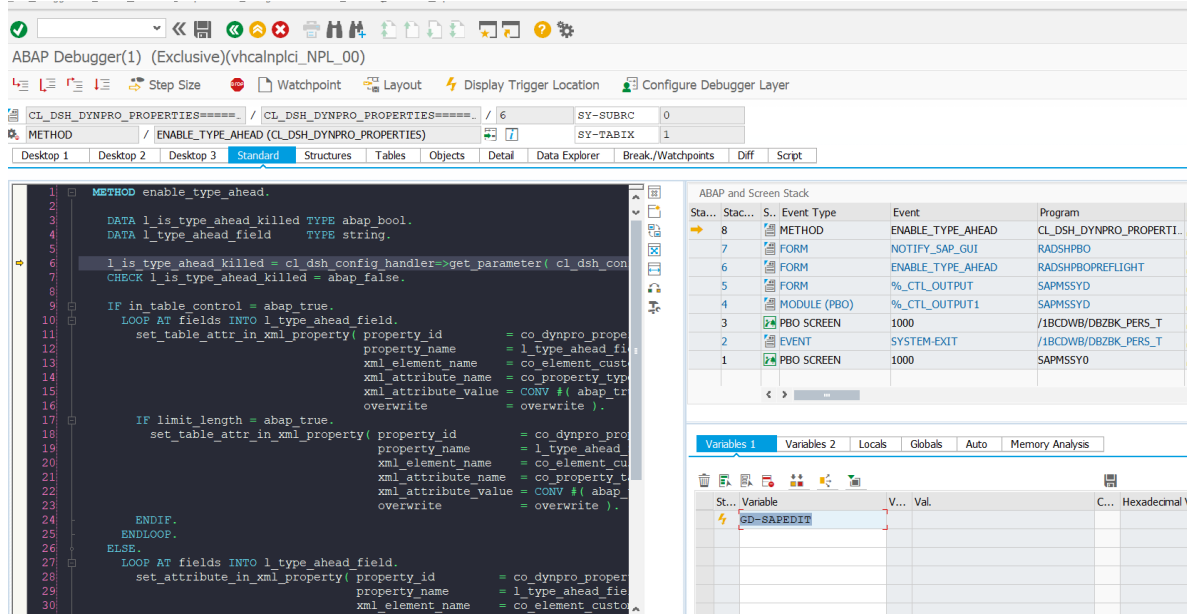 ABAP Debugger(1) (Exclusive)(vhcalnplci_NPL_00)
Step Size Watchpoint Layout Display Trigger Location Configure Debugger Layer
CL_DSH_DYNPRO_PROPERTIES=====… / CL_DSH_DYNPRO_PROPERTIES=====… / 6 SY-SUBRC 0
METHOD / ENABLE_TYPE_AHEAD (CL_DSH_DYNPRO_PROPERTIES) SY-TABIX 1
Desktop 1 Desktop 2 Desktop 3 Standard Structures Tables Objects Detail Data Explorer Break./Watchpoints Diff Script
1 METHOD enable_type_ahead.
2
3 DATA l_is_type_ahead_killed TYPE abap_bool.
4 DATA l_type_ahead_field TYPE string.
5
6 l_is_type_ahead_killed = cl_dsh_config_handler=>get_parameter( cl_dsh_con
7 CHECK l_is_type_ahead_killed = abap_false.
8
9 IF in_table_control = abap_true.
10 LOOP AT fields INTO l_type_ahead_field.
11 set_table_attr_in_xml_property( property_id = co_dynpro_prope
12 property_name = l_type_ahead_fi
13 xml_element_name = co_element_cust
14 xml_attribute_name = co_property_typ
15 xml_attribute_value = CONV #( abap_tr
16 overwrite = overwrite ).
17 IF limit_length = abap_true.
18 set_table_attr_in_xml_property( property_id = co_dynpro_pro
19 property_name = l_type_ahead_
20 xml_element_name = co_element_cu
21 xml_attribute_name = co_property_t
22 xml_attribute_value = CONV #( abap_
23 overwrite = overwrite ).
24 ENDIF.
25 ENDLOOP.
26 ELSE.
27 LOOP AT fields INTO l_type_ahead_field.
28 set_attribute_in_xml_property( property_id = co_dynpro_proper
29 property_name = l_type_ahead_fie
30 xml_element_name = co_element_custo
ABAP and Screen Stack
Sta... Stac... S.. Event Type Event Program
8 METHOD ENABLE_TYPE_AHEAD CL_DSH_DYNPRO_PROPERTI..
7 FORM NOTIFY_SAP_GUI RADSHPBO
6 FORM ENABLE_TYPE_AHEAD RADSHPBOPREFLIGHT
5 FORM %_CTL_OUTPUT SAPMSSYD
4 MODULE (PBO) %_CTL_OUTPUT1 SAPMSSYD
3 PBO SCREEN 1000 /1BCDWB/DBZBK_PERS_T
2 EVENT SYSTEM-EXIT /1BCDWB/DBZBK_PERS_T
1 PBO SCREEN 1000 SAPMSSY0
Variables 1 Variables 2 Locals Globals Auto Memory Analysis
St... Variable V... Val. C... Hexadecimal V
GD-SAPEDIT